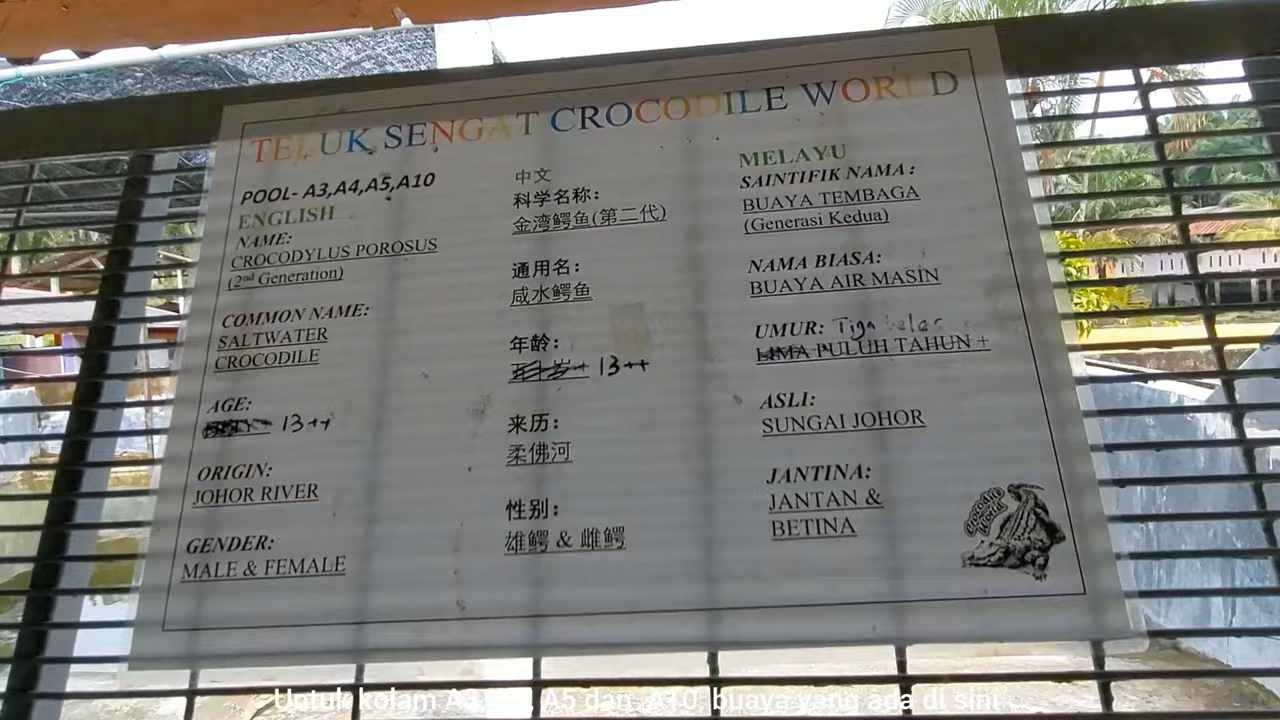 TELUK SENGAT CROCODILE WORLD
POOL- A3,A4,A5,A10
ENGLISH
NAME:
CROCODYLUS POROSUS
(2nd Generation)
COMMON NAME:
SALTWATER
CROCODILE
AGE:
13++
ORIGIN:
JOHOR RIVER
GENDER:
MALE & FEMALE
中文
科学名称:
金湾鳄鱼(第二代)
通用名:
咸水鳄鱼
年龄:
13++
来历:
柔佛河
性别:
雄鳄 & 雌鳄
MELAYU
SAINTIFIK NAMA:
BUAYA TEMBAGA
(Generasi Kedua)
NAMA BIASA:
BUAYA AIR MASIN
UMUR: Tiga belas
LIMA PULUH TAHUN +
ASLI:
SUNGAI JOHOR
JANTINA:
JANTAN &
BETINA
Crocodile
World
Untuk kolam A5 dan A10, buaya yang ada di sini